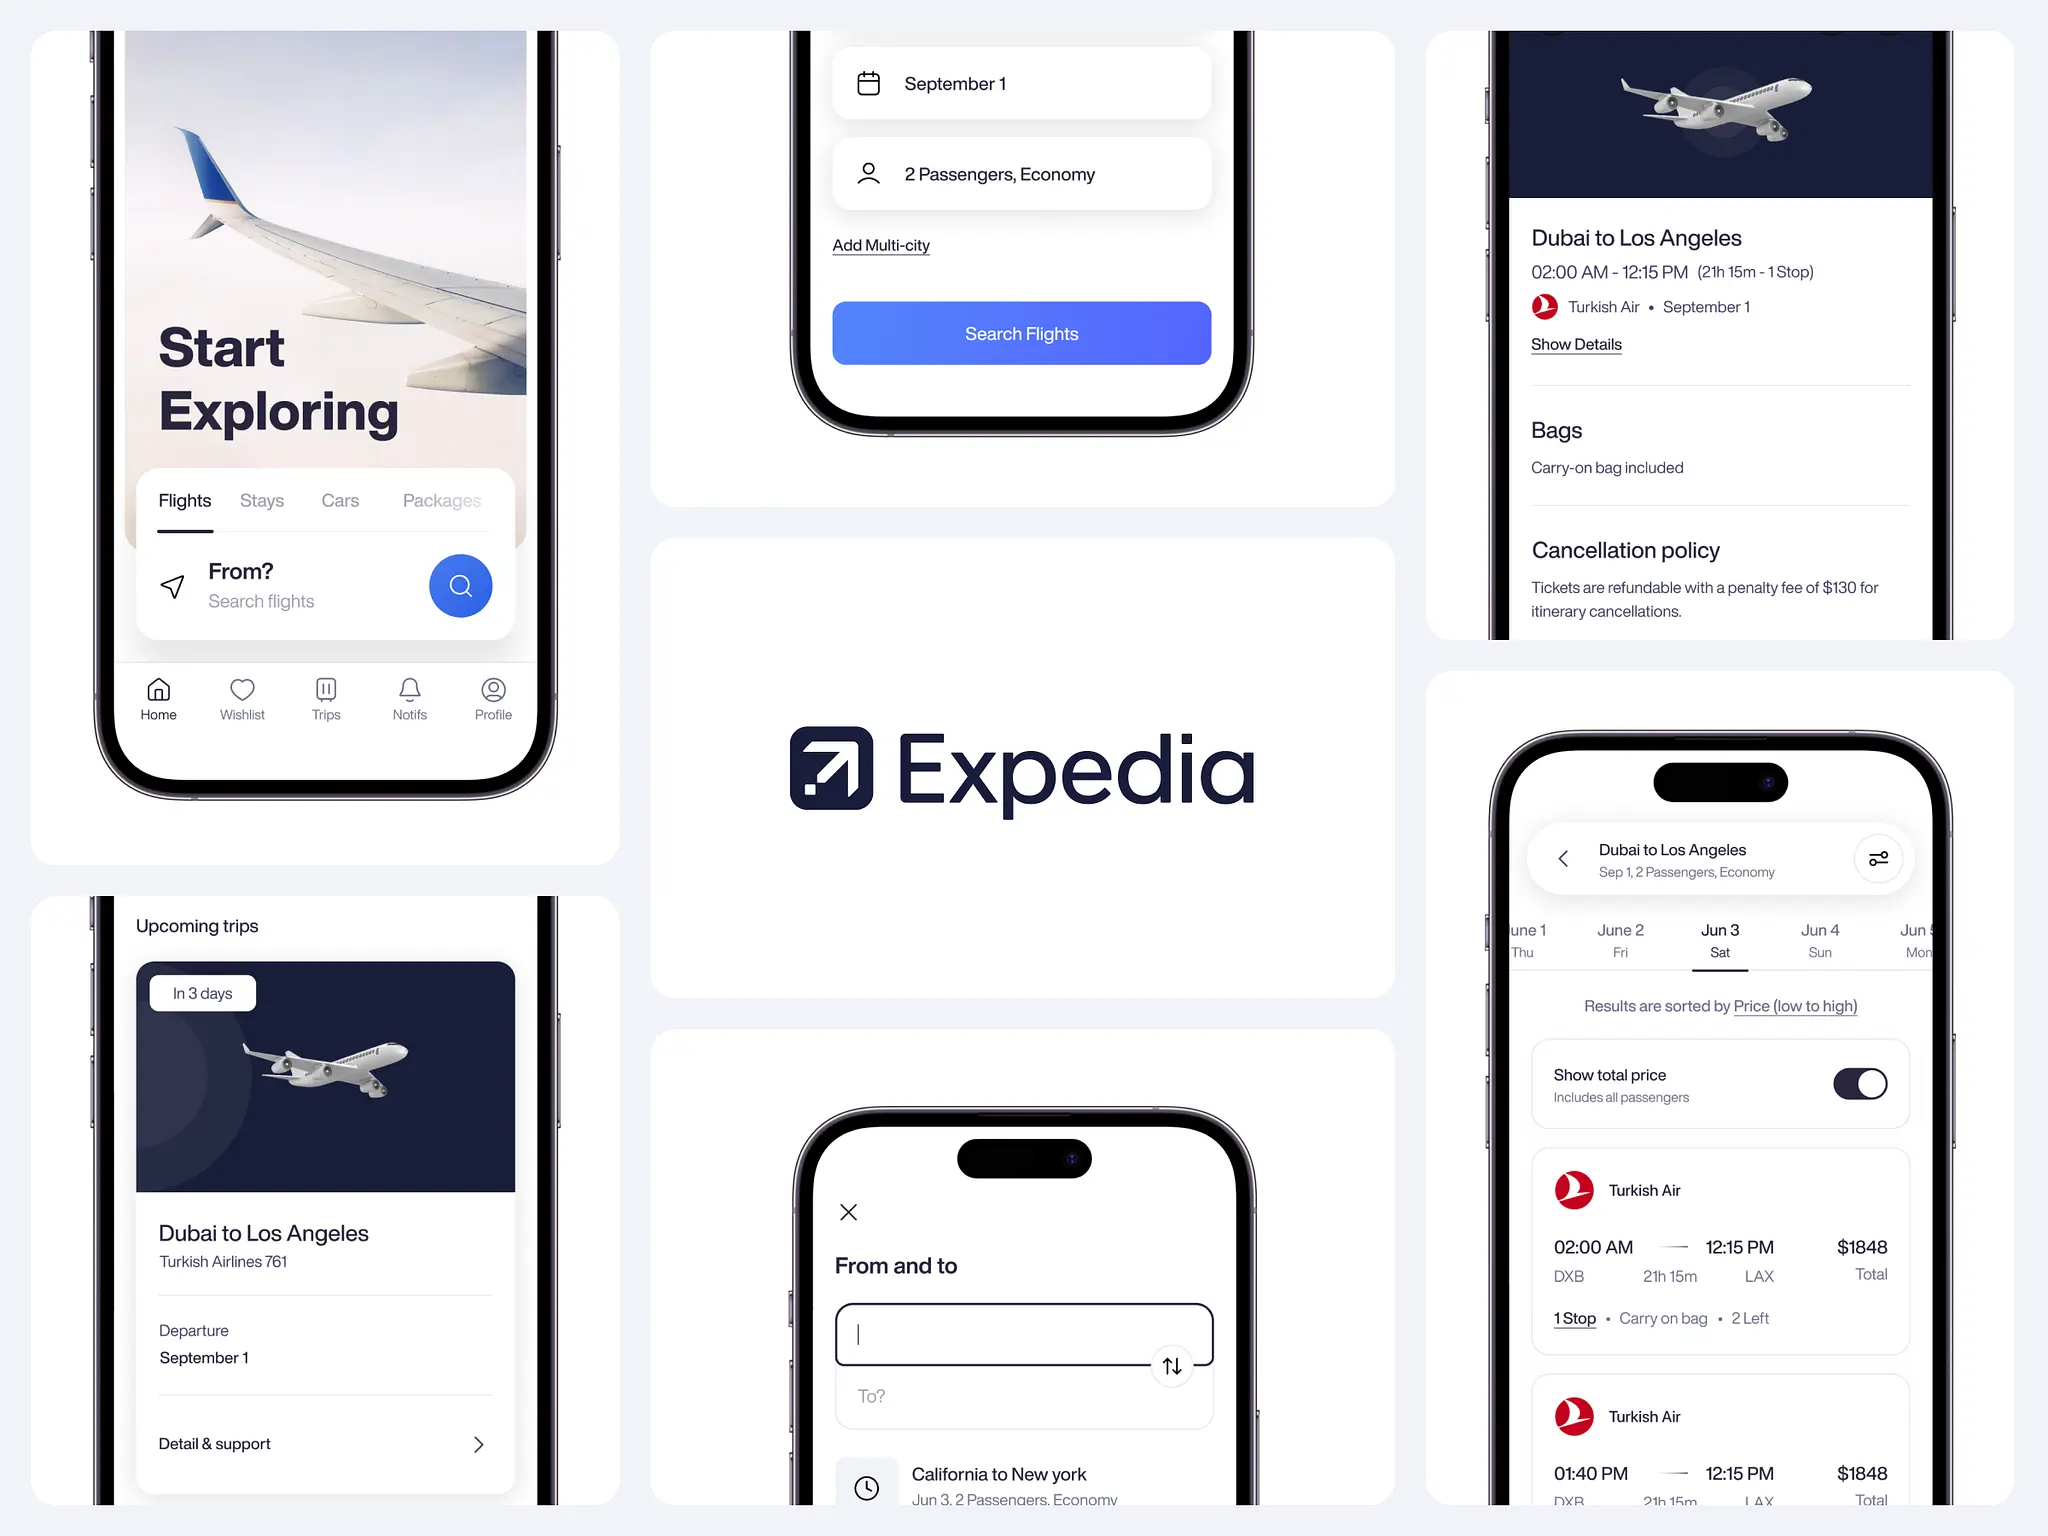 Start
Exploring
Flights Stays Cars Packages
From?
Search flights
Home Wishlist Trips Notifs Profile
Upcoming trips
In 3 days
Dubai to Los Angeles
Turkish Airlines 761
Departure
September 1
Detail & support
September 1
2 Passengers, Economy
Add Multi-city
Search Flights
Expedia
From and to
To?
California to New york
Jun 3, 2 Passengers, Economy
Dubai to Los Angeles
02:00 AM - 12:15 PM (21h 15m - 1 Stop)
Turkish Air • September 1
Show Details
Bags
Carry-on bag included
Cancellation policy
Tickets are refundable with a penalty fee of $130 for
itinerary cancellations.
Dubai to Los Angeles
Sep 1, 2 Passengers, Economy
une 1 June 2 Jun 3 Jun 4 Jun
Thu Fri Sat Sun Mon
Results are sorted by Price (low to high)
Show total price
Includes all passengers
Turkish Air
02:00 AM 12:15 PM $1848
DXB 21h 15m LAX Total
1 Stop • Carry on bag • 2 Left
Turkish Air
01:40 PM 12:15 PM $1848
DXB 21h 15m LAX Total